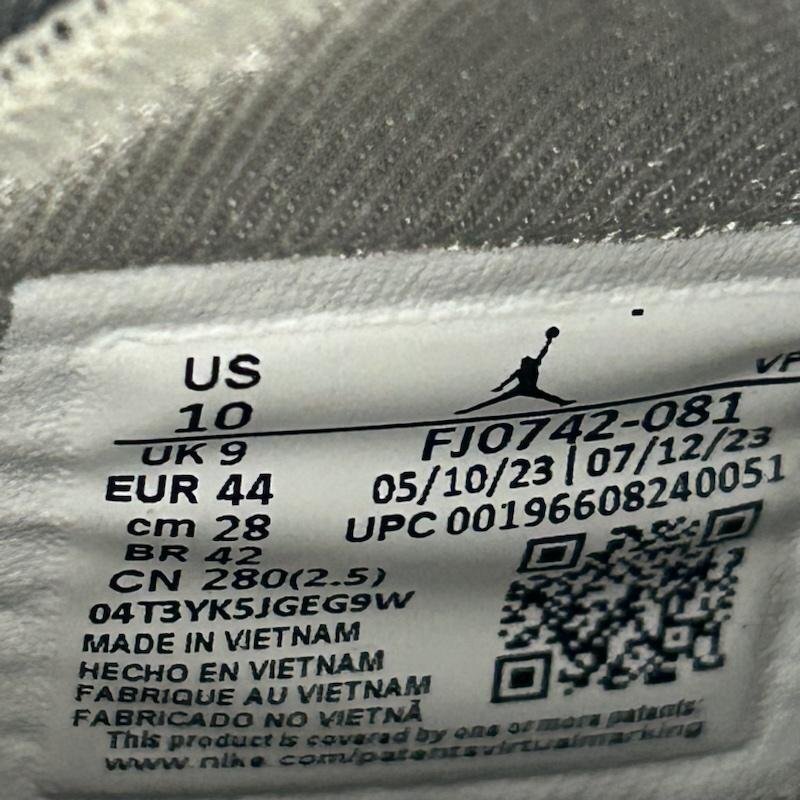 US
10
UK 9
EUR 44
cm 28
BR 42
CN 280(2.5)
04T3YK5JGEG9W
MADE IN VIETNAM
HECHO EN VIETNAM
FABRIQUE AU VIETNAM
FABRICADO NO VIETNÃ
This product is covered by one or more patents
www.nike.com/patentsvirtualmarking
VF
FJ0742-081
05/10/23 | 07/12/23
UPC 00196608240051